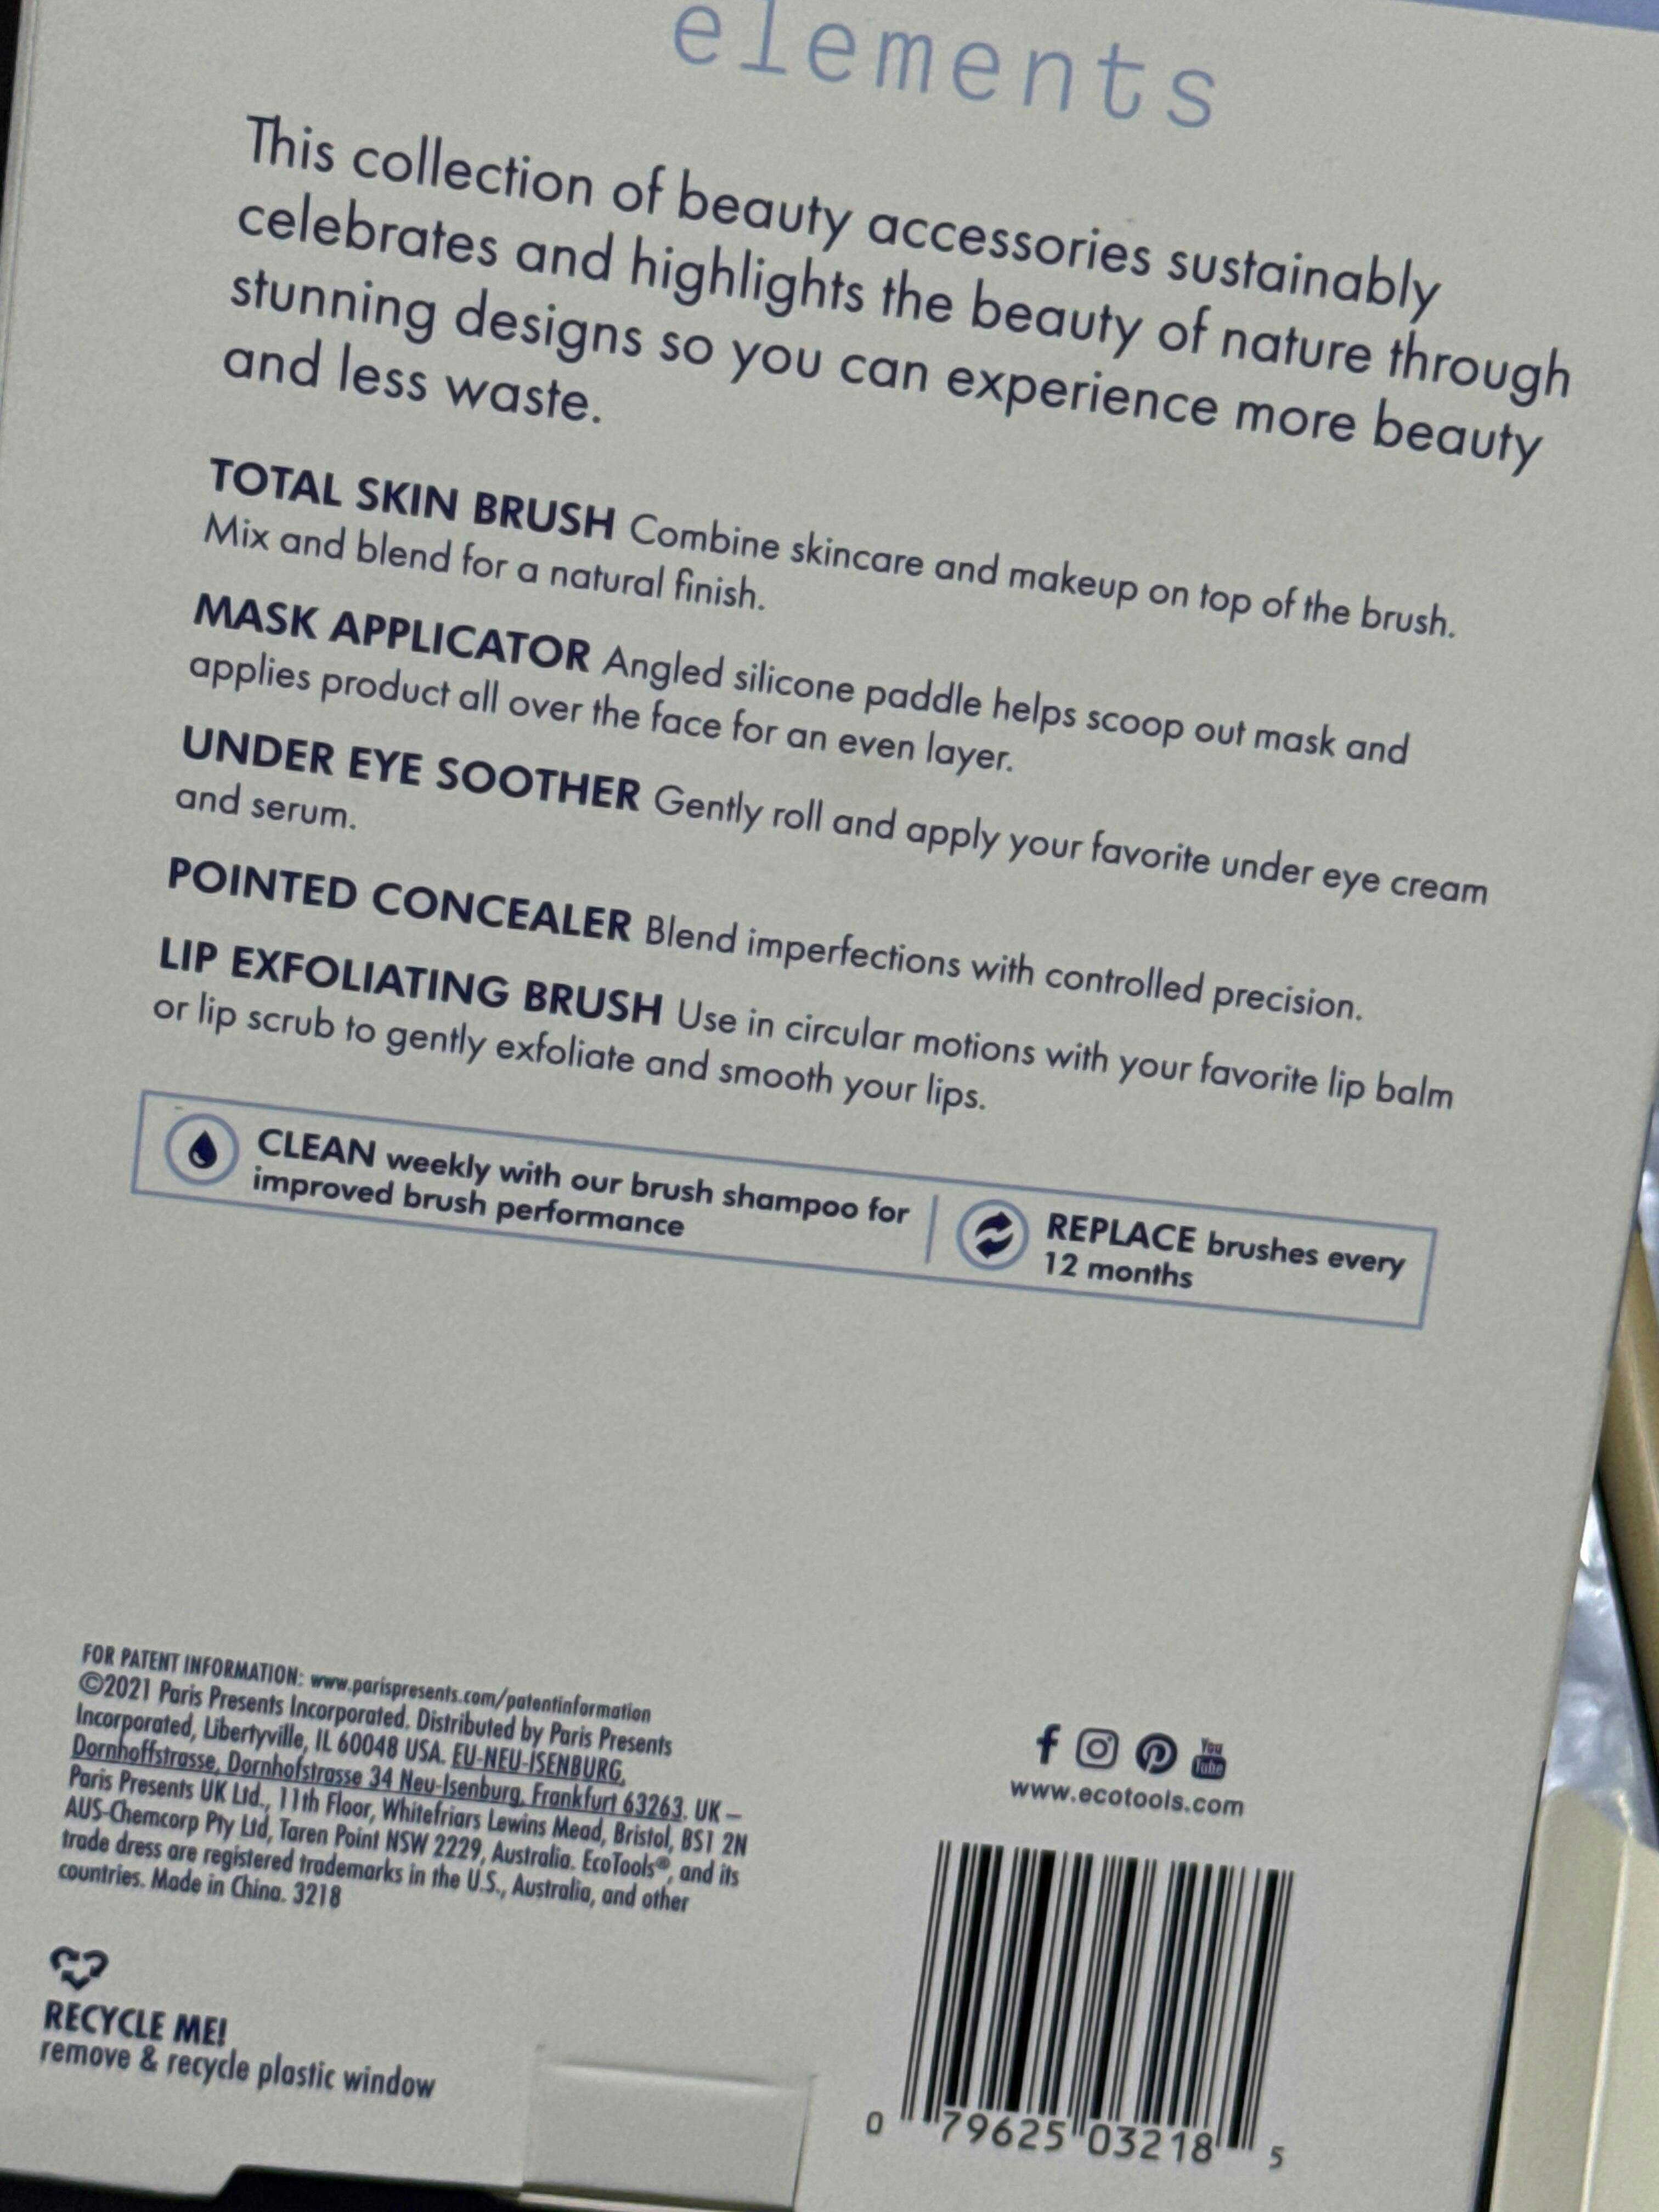 elements
This collection of beauty accessories sustainably
celebrates and highlights the beauty of nature through
stunning designs so you can experience more beauty
and less waste.
TOTAL SKIN BRUSH Combine skincare and makeup on top of the brush.
Mix and blend for a natural finish.
MASK APPLICATOR Angled silicone paddle helps scoop out mask and
applies product all over the face for an even layer.
UNDER EYE SOOTHER Gently roll and apply your favorite under eye cream
and serum.
POINTED CONCEALER Blend imperfections with controlled precision.
LIP EXFOLIATING BRUSH Use in circular motions with your favorite lip balm
or lip scrub to gently exfoliate and smooth your lips.
CLEAN weekly with our brush shampoo for
improved brush performance
REPLACE brushes every
12 months
FOR PATENT INFORMATION: www.parispresents.com/patentinformation
©2021 Paris Presents Incorporated. Distributed by Paris Presents
Incorporated, Libertyville, IL 60048 USA. EU-NEU-ISENBURG,
Dornhoffstrasse, Dornhofstrasse 34 Neu-Isenburg, Frankfurt 63263. UK –
Paris Presents UK Ltd., 11th Floor, Whitefriars Lewins Mead, Bristol, BS1 2N
AUS-Chemcorp Pty Ltd, Taren Point NSW 2229, Australia. EcoTools®, and its
trade dress are registered trademarks in the U.S., Australia, and other
countries. Made in China. 3218
RECYCLE ME!
remove & recycle plastic window
You
Tube
www.ecotools.com
0 79625 03218 5